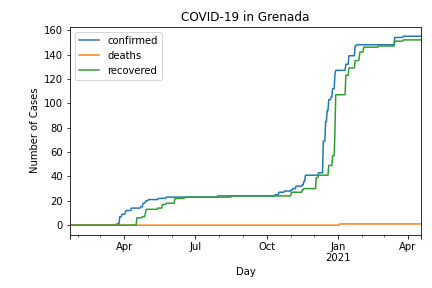 COVID-19 in Grenada
confirmed
deaths
recovered
Number of Cases
160
140
120
100
80
60
40
20
0
Apr
Jul
Oct
Jan
2021
Apr
Day